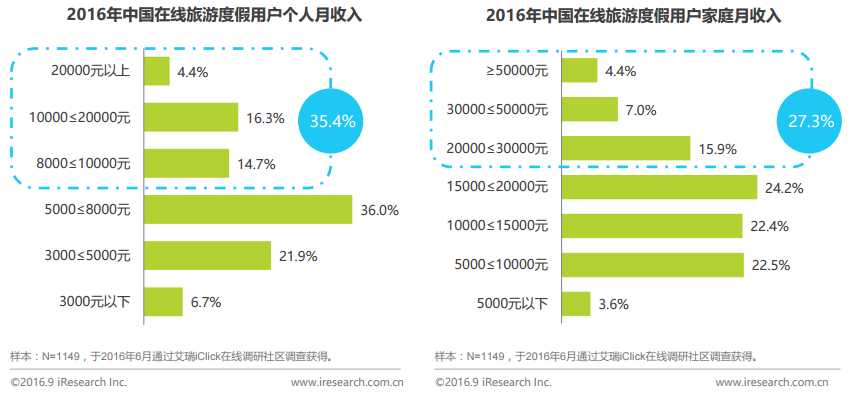 2016年中国在线旅游度假用户个人月收入
20000元以上 4.4%
10000≤20000元 16.3%
8000≤10000元 14.7%
35.4%
5000≤8000元 36.0%
3000≤5000元 21.9%
3000元以下 6.7%
样本：N=1149，于2016年6月通过艾瑞iClick在线调研社区调查获得。
©2016.9 iResearch Inc. www.iresearch.com.cn
2016年中国在线旅游度假用户家庭月收入
≥50000元 4.4%
30000≤50000元 7.0%
20000≤30000元 15.9%
27.3%
15000≤20000元 24.2%
10000≤15000元 22.4%
5000≤10000元 22.5%
5000元以下 3.6%
样本：N=1149，于2016年6月通过艾瑞iClick在线调研社区调查获得。
©2016.9 iResearch Inc. www.iresearch.com.cn